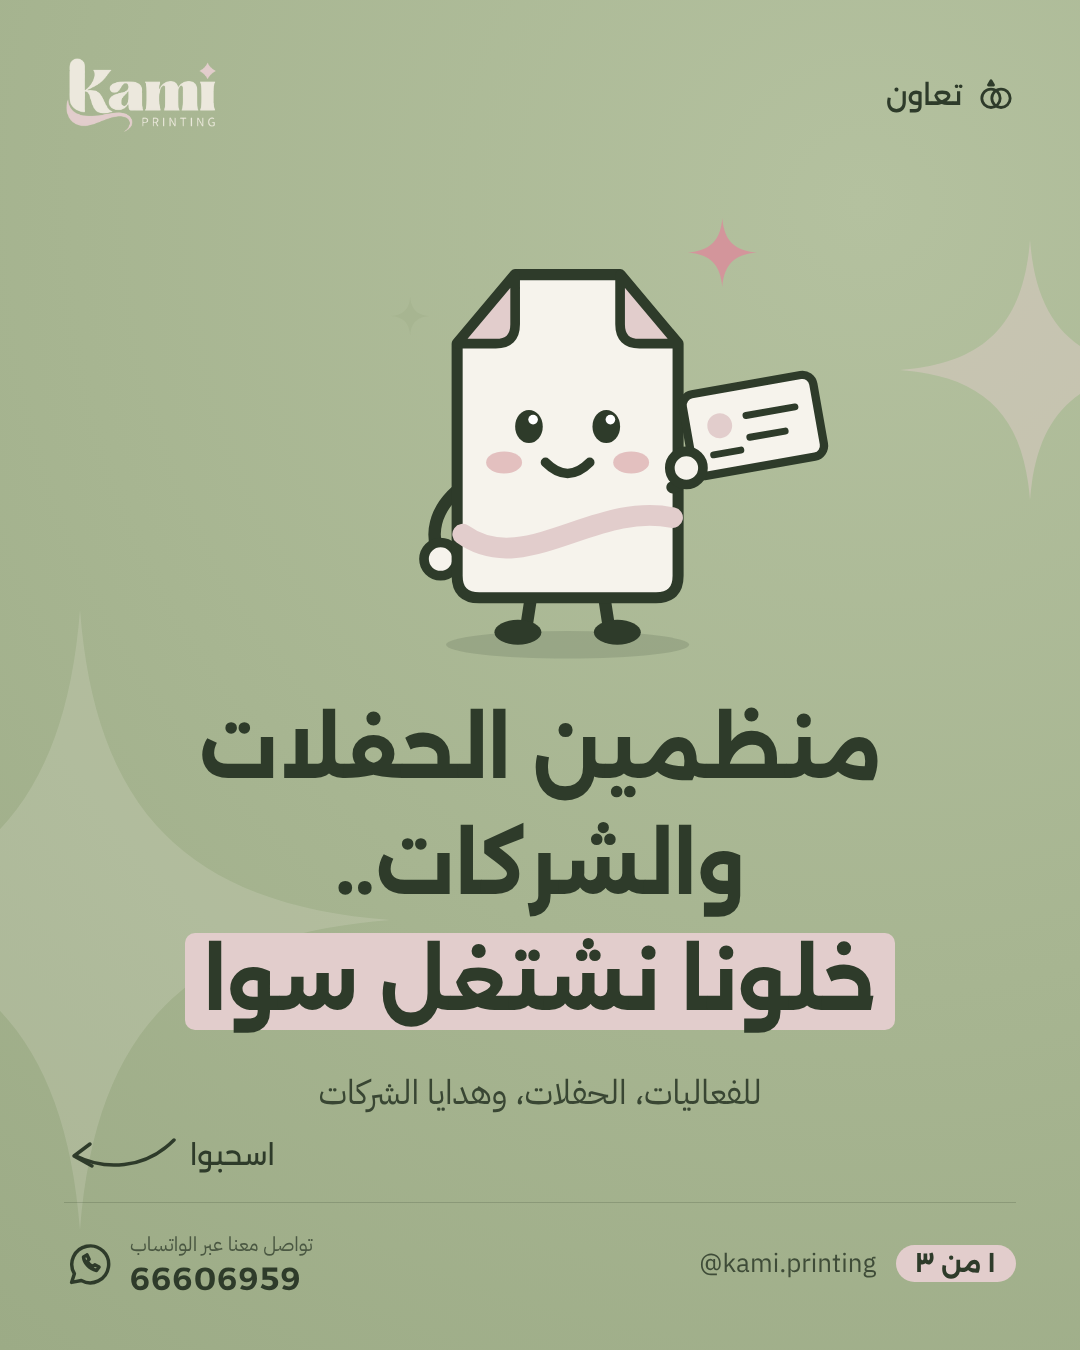 Kami
PRINTING
تعاون
منظمين الحفلات
والشركات..
خلونا نشتغل سوا
للفعاليات، الحفلات، وهدايا الشركات
اسحبوا
١ من ٣
@kami.printing
تواصل معنا عبر الواتساب
66606959